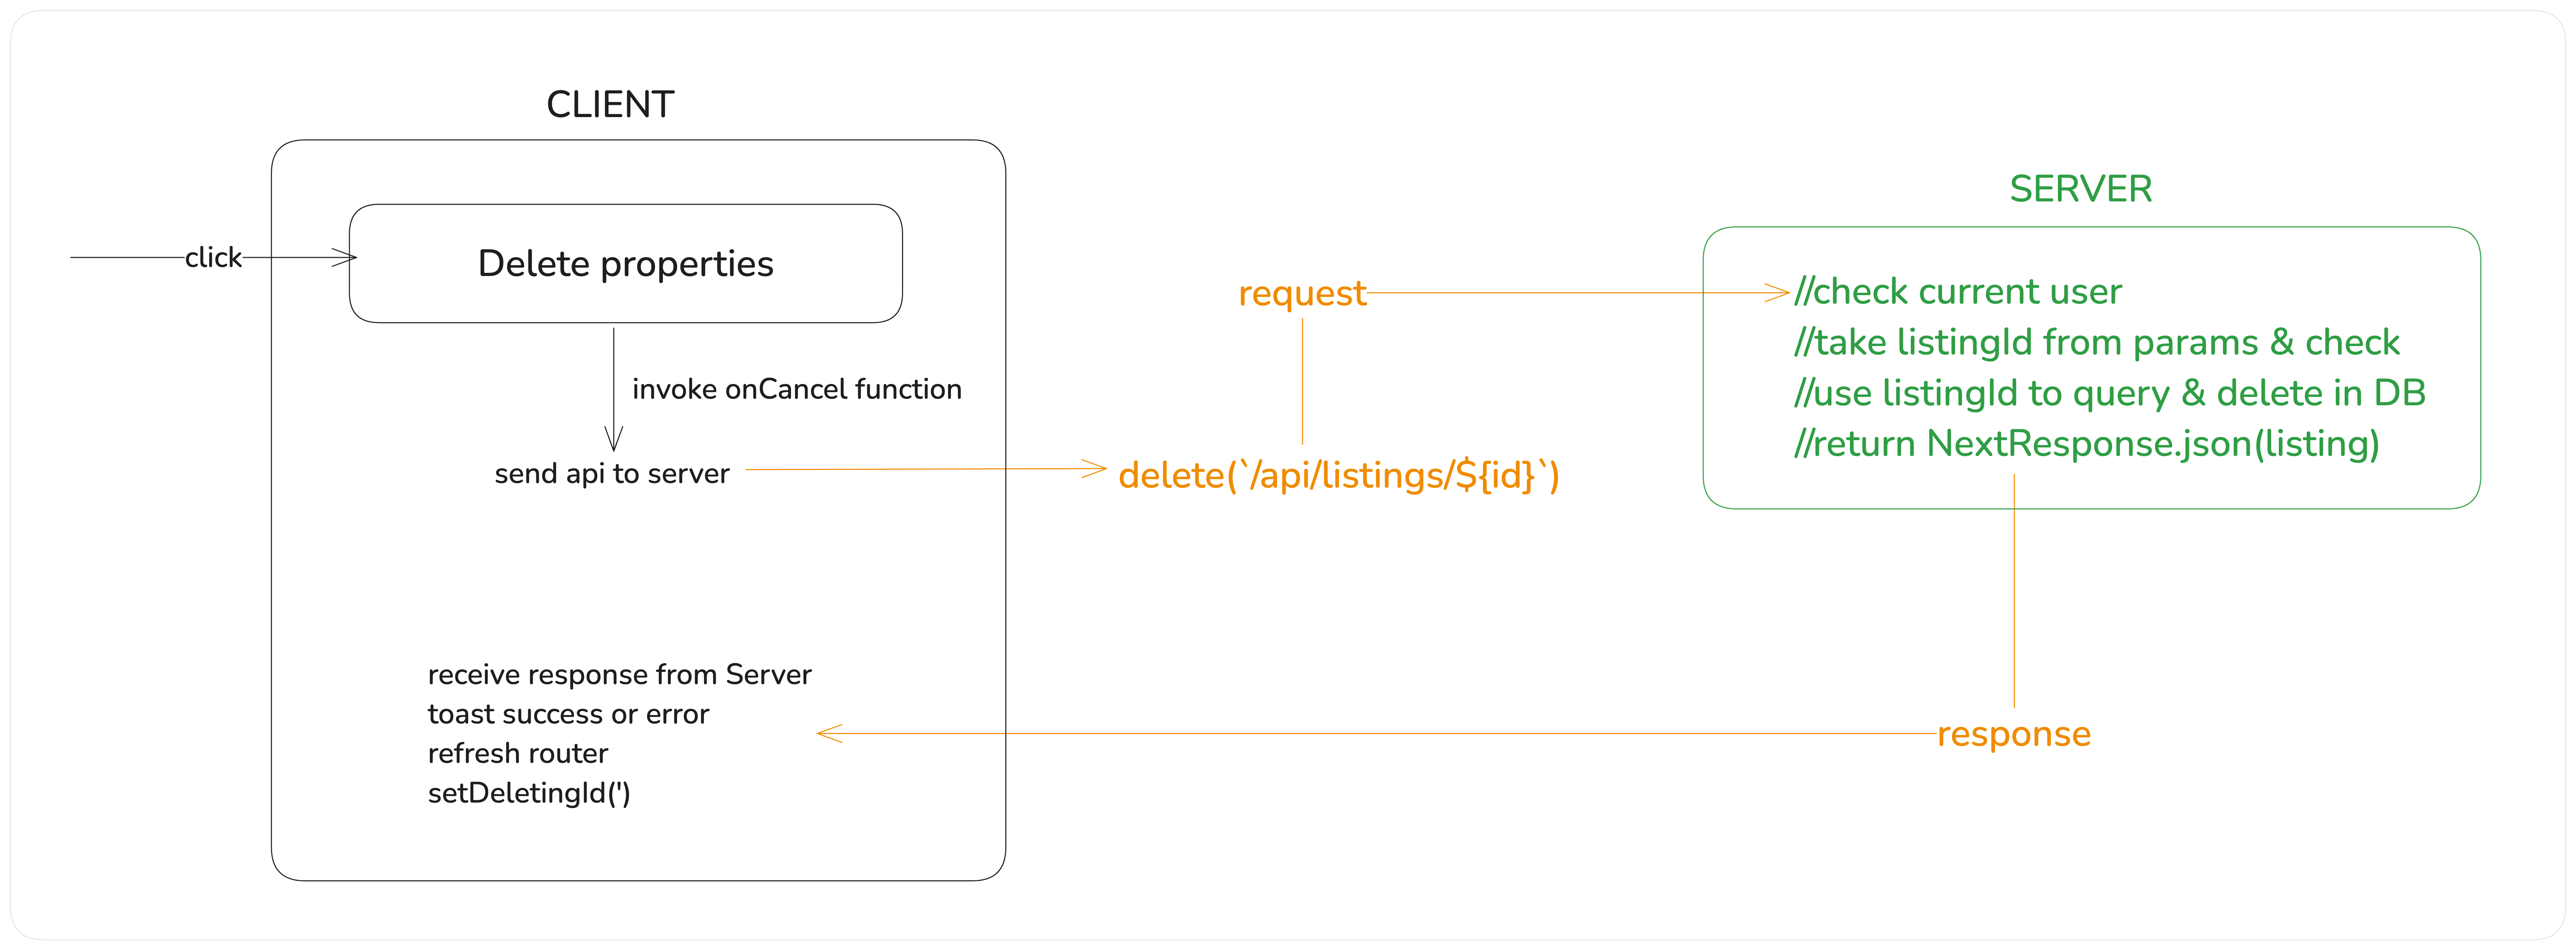 CLIENT
click
Delete properties
invoke onCancel function
send api to server
receive response from Server
toast success or error
refresh router
setDeletingId(')
request
delete(`/api/listings/${id}`)
SERVER
//check current user
//take listingId from params & check
//use listingId to query & delete in DB
//return NextResponse.json(listing)
response